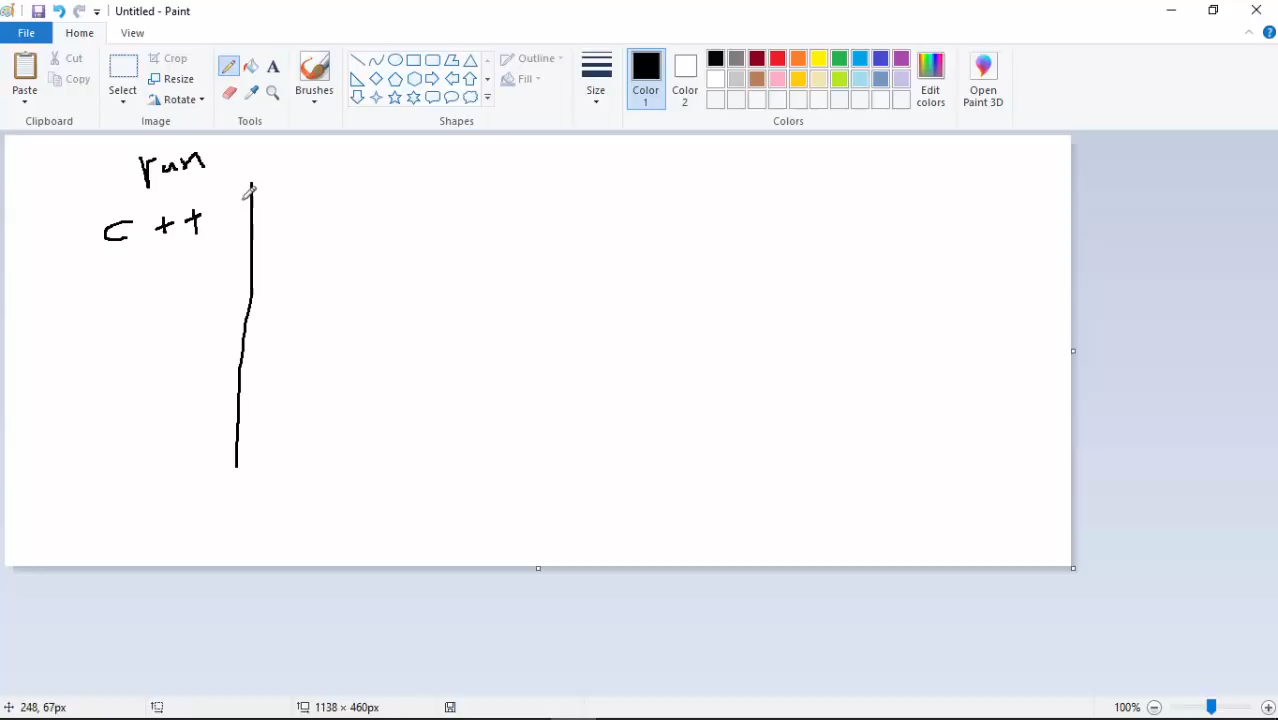 Untitled - Paint
File Home View
Paste
Cut
Copy
Clipboard
Select
Crop
Resize
Rotate
Image
Tools
Brushes
Outline
Fill
Shapes
Size
Color 1
Color 2
Colors
Edit colors
Open Paint 3D
run
c ++
248, 67px
1138 × 460px
100%